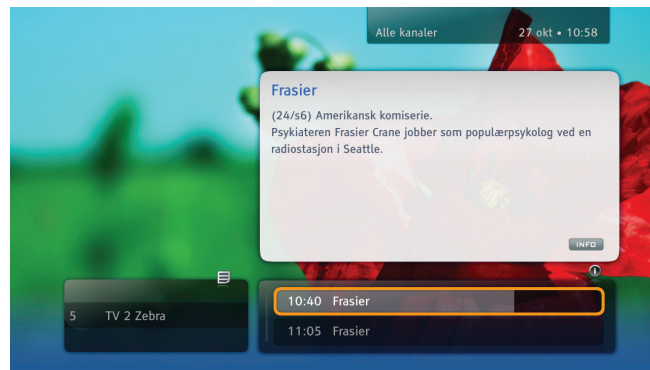 Alle kanaler 27 okt • 10:58
Frasier
(24/s6) Amerikansk komiserie.
Psykiateren Frasier Crane jobber som populærpsykolog ved en
radiostasjon i Seattle.
INFO
5 TV 2 Zebra
10:40 Frasier
11:05 Frasier